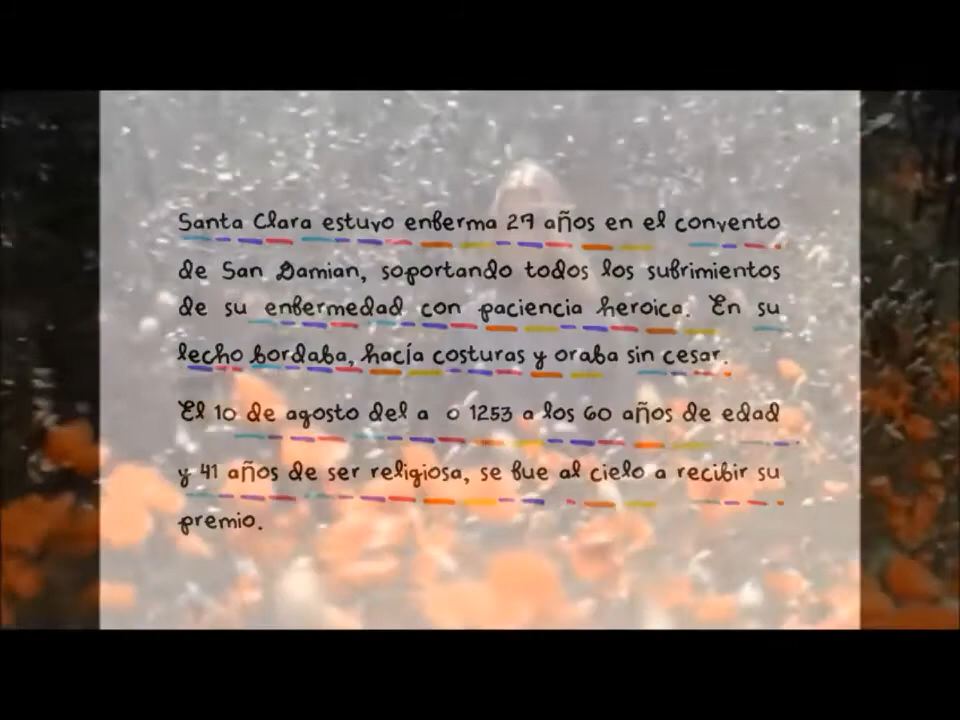 Santa Clara estuvo enferma 27 años en el convento
de San Damian, soportando todos los sufrimientos
de su enfermedad con paciencia heroica. En su
lecho bordaba, hacía costuras y oraba sin cesar.
El 10 de agosto del a o 1253 a los 60 años de edad
y 41 años de ser religiosa, se fue al cielo a recibir su
premio.